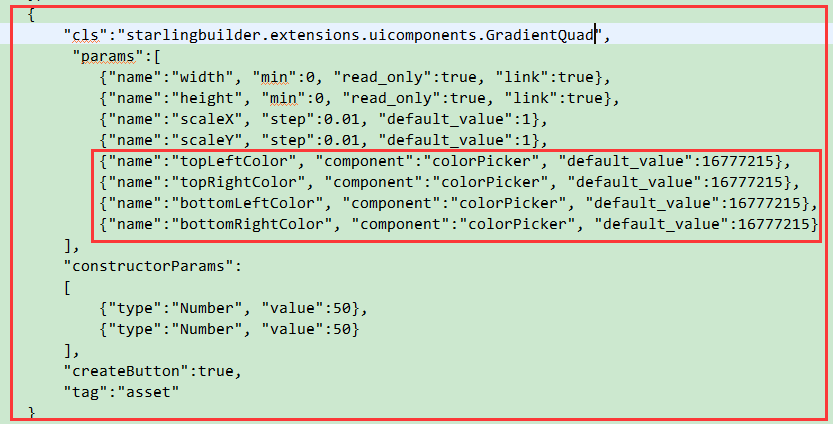 {
"cls":"starlingbuilder.extensions.uicomponents.GradientQuad",
"params":[
{"name":"width", "min":0, "read_only":true, "link":true},
{"name":"height", "min":0, "read_only":true, "link":true},
{"name":"scaleX", "step":0.01, "default_value":1},
{"name":"scaleY", "step":0.01, "default_value":1},
{"name":"topLeftColor", "component":"colorPicker", "default_value":16777215},
{"name":"topRightColor", "component":"colorPicker", "default_value":16777215},
{"name":"bottomLeftColor", "component":"colorPicker", "default_value":16777215},
{"name":"bottomRightColor", "component":"colorPicker", "default_value":16777215}
],
"constructorParams":
[
{"type":"Number", "value":50},
{"type":"Number", "value":50}
],
"createButton":true,
"tag":"asset"
}